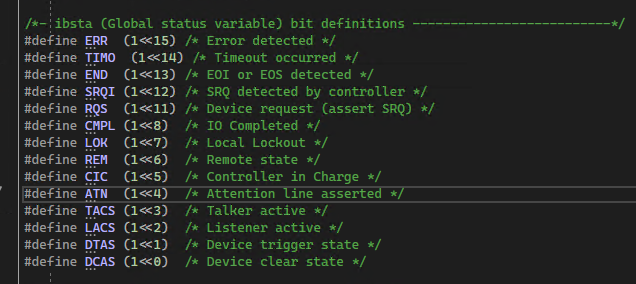 /*- ibsta (Global status variable) bit definitions --------------------------*/
#define ERR  (1<<15) /* Error detected */
#define TIMO  (1<<14) /* Timeout occurred */
#define END  (1<<13) /* EOI or EOS detected */
#define SRQI (1<<12) /* SRQ detected by controller */
#define RQS  (1<<11) /* Device request (assert SRQ) */
#define CMPL (1<<8)  /* IO Completed */
#define LOK  (1<<7)  /* Local Lockout */
#define REM  (1<<6)  /* Remote state */
#define CIC  (1<<5)  /* Controller in Charge */
#define ATN  (1<<4)  /* Attention line asserted */
#define TACS (1<<3)  /* Talker active */
#define LACS (1<<2)  /* Listener active */
#define DTAS (1<<1)  /* Device trigger state */
#define DCAS (1<<0)  /* Device clear state */